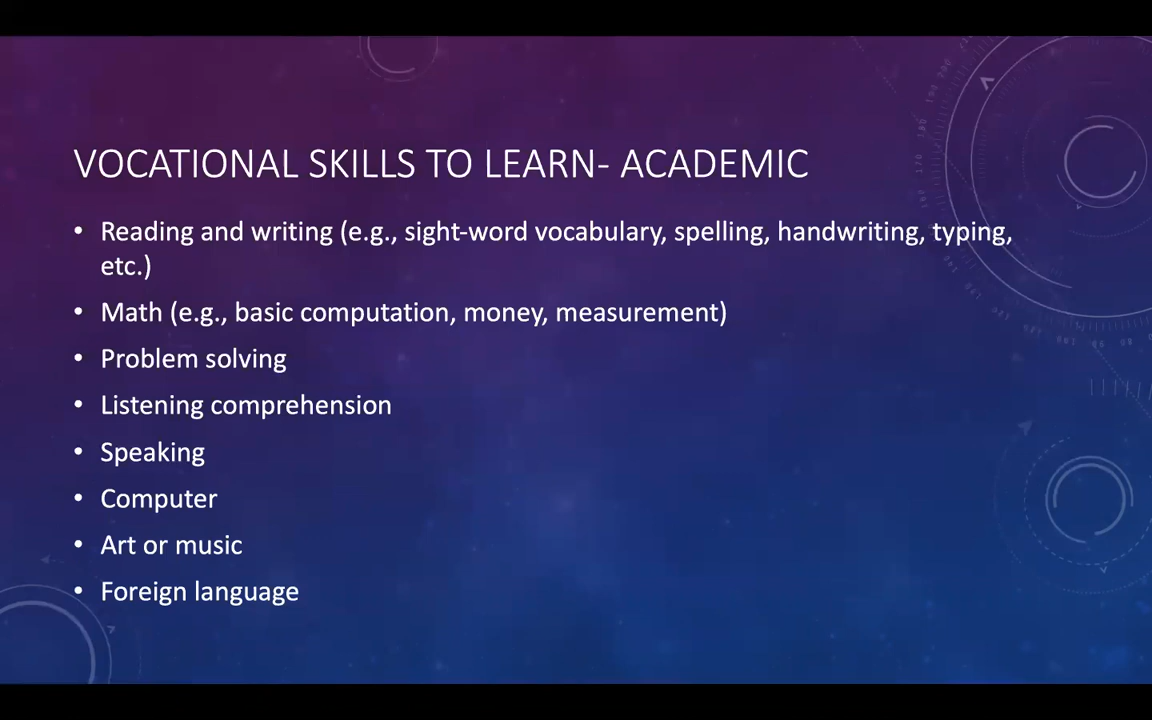 VOCATIONAL SKILLS TO LEARN- ACADEMIC
• Reading and writing (e.g., sight-word vocabulary, spelling, handwriting, typing,
etc.)
• Math (e.g., basic computation, money, measurement)
• Problem solving
• Listening comprehension
• Speaking
• Computer
• Art or music
• Foreign language